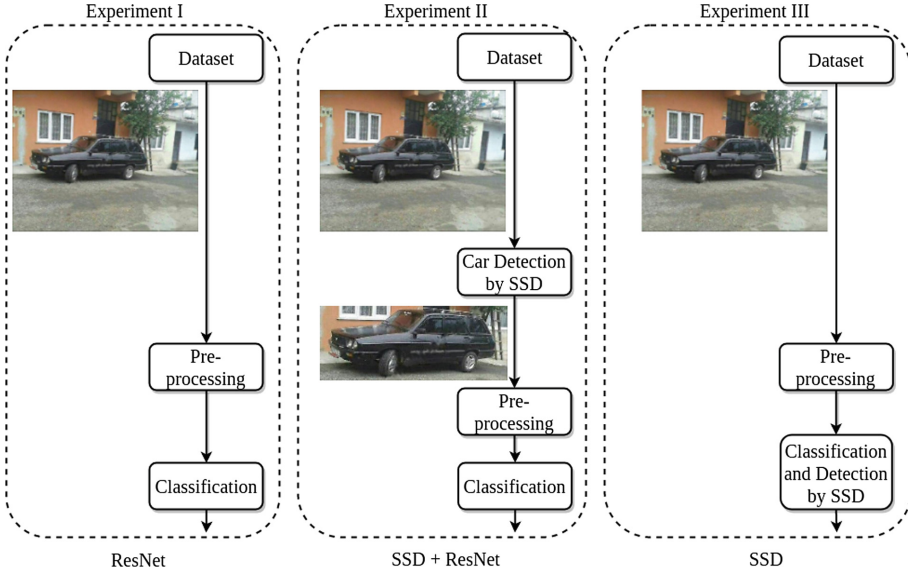 Experiment I
Experiment II
Experiment III
Dataset
Dataset
Dataset
Car Detection
by SSD
Pre-
processing
Pre-
processing
Pre-
processing
Classification
Classification
Classification
and Detection
by SSD
ResNet
SSD + ResNet
SSD